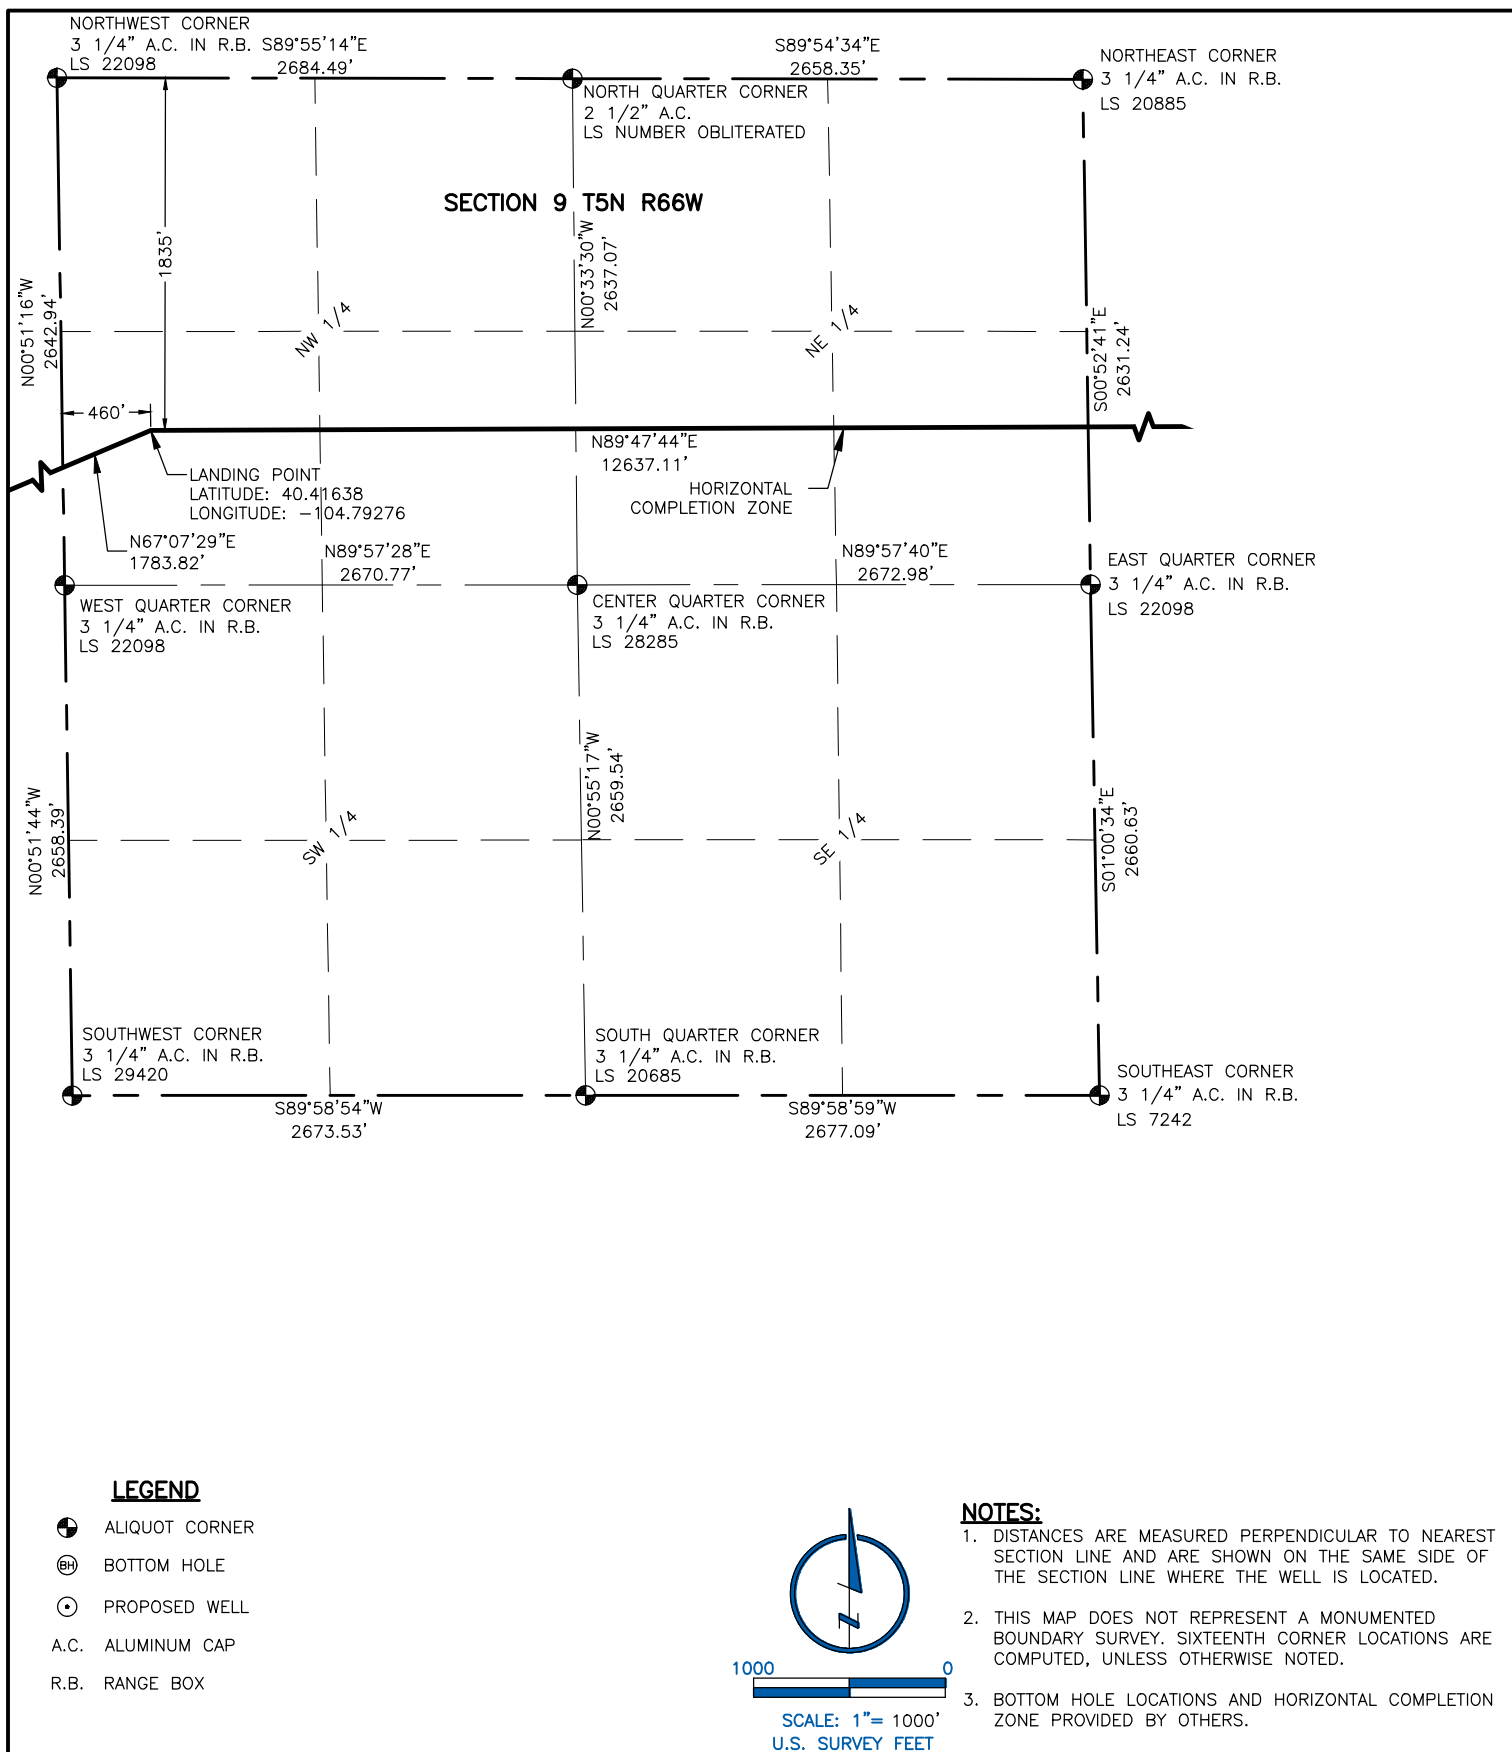 NORTHWEST CORNER
3 1/4" A.C. IN R.B.
LS 22098
S89°55'14"E
2684.49'
S89°54'34"E
2658.35'
NORTHEAST CORNER
3 1/4" A.C. IN R.B.
LS 20885
NORTH QUARTER CORNER
2 1/2" A.C.
LS NUMBER OBLITERATED
SECTION 9 T5N R66W
1835'
N00°51'16"W
2642.94'
NW 1/4
N00°33'30"W
2637.07'
NE 1/4
S00°52'41"E
2631.24'
460'
N89°47'44"E
12637.11'
LANDING POINT
LATITUDE: 40.41638
LONGITUDE: -104.79276
HORIZONTAL
COMPLETION ZONE
N67°07'29"E
1783.82'
N89°57'28"E
2670.77'
N89°57'40"E
2672.98'
EAST QUARTER CORNER
3 1/4" A.C. IN R.B.
LS 22098
WEST QUARTER CORNER
3 1/4" A.C. IN R.B.
LS 22098
CENTER QUARTER CORNER
3 1/4" A.C. IN R.B.
LS 28285
N00°51'44"W
2658.39'
SW 1/4
N00°55'17"W
2659.54'
SE 1/4
S01°00'34"E
2660.63'
SOUTHWEST CORNER
3 1/4" A.C. IN R.B.
LS 29420
SOUTH QUARTER CORNER
3 1/4" A.C. IN R.B.
LS 20685
SOUTHEAST CORNER
3 1/4" A.C. IN R.B.
LS 7242
S89°58'54"W
2673.53'
S89°58'59"W
2677.09'
LEGEND
ALIQUOT CORNER
BH BOTTOM HOLE
PROPOSED WELL
A.C. ALUMINUM CAP
R.B. RANGE BOX
N
1000 0
SCALE: 1"= 1000'
U.S. SURVEY FEET
NOTES:
1. DISTANCES ARE MEASURED PERPENDICULAR TO NEAREST
SECTION LINE AND ARE SHOWN ON THE SAME SIDE OF
THE SECTION LINE WHERE THE WELL IS LOCATED.
2. THIS MAP DOES NOT REPRESENT A MONUMENTED
BOUNDARY SURVEY. SIXTEENTH CORNER LOCATIONS ARE
COMPUTED, UNLESS OTHERWISE NOTED.
3. BOTTOM HOLE LOCATIONS AND HORIZONTAL COMPLETION
ZONE PROVIDED BY OTHERS.